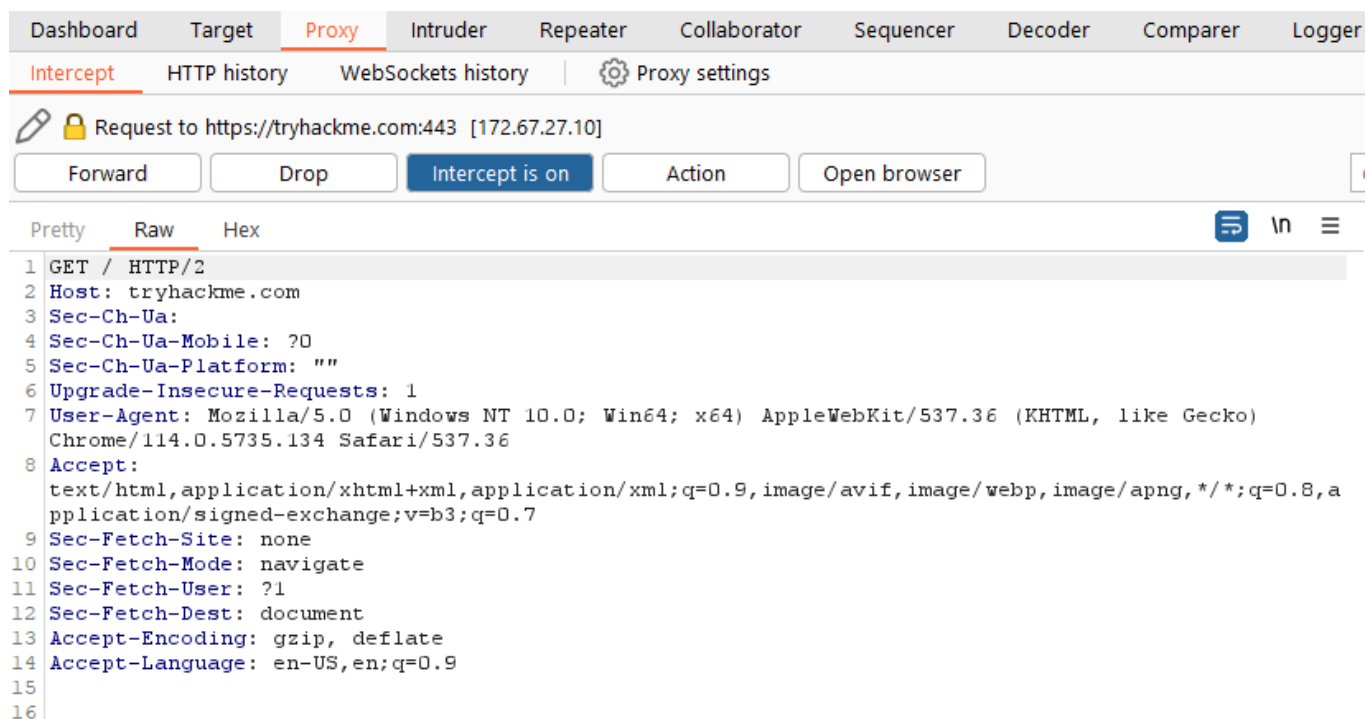 Dashboard Target Proxy Intruder Repeater Collaborator Sequencer Decoder Comparer Logger
Intercept HTTP history WebSockets history Proxy settings
Request to https://tryhackme.com:443 [172.67.27.10]
Forward Drop Intercept is on Action Open browser
Pretty Raw Hex \n
1 GET / HTTP/2
2 Host: tryhackme.com
3 Sec-Ch-Ua:
4 Sec-Ch-Ua-Mobile: ?0
5 Sec-Ch-Ua-Platform: ""
6 Upgrade-Insecure-Requests: 1
7 User-Agent: Mozilla/5.0 (Windows NT 10.0; Win64; x64) AppleWebKit/537.36 (KHTML, like Gecko)
Chrome/114.0.5735.134 Safari/537.36
8 Accept:
text/html,application/xhtml+xml,application/xml;q=0.9,image/avif,image/webp,image/apng,*/*;q=0.8,a
pplication/signed-exchange;v=b3;q=0.7
9 Sec-Fetch-Site: none
10 Sec-Fetch-Mode: navigate
11 Sec-Fetch-User: ?1
12 Sec-Fetch-Dest: document
13 Accept-Encoding: gzip, deflate
14 Accept-Language: en-US,en;q=0.9
15
16